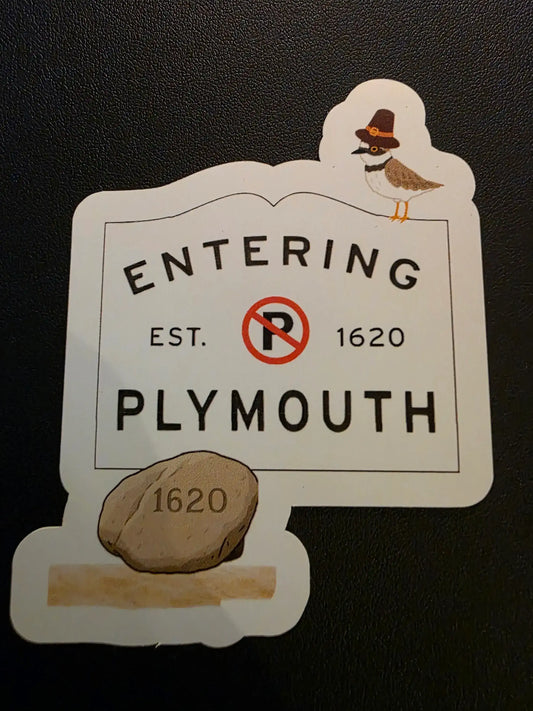 ENTERING
EST. P 1620
PLYMOUTH
1620